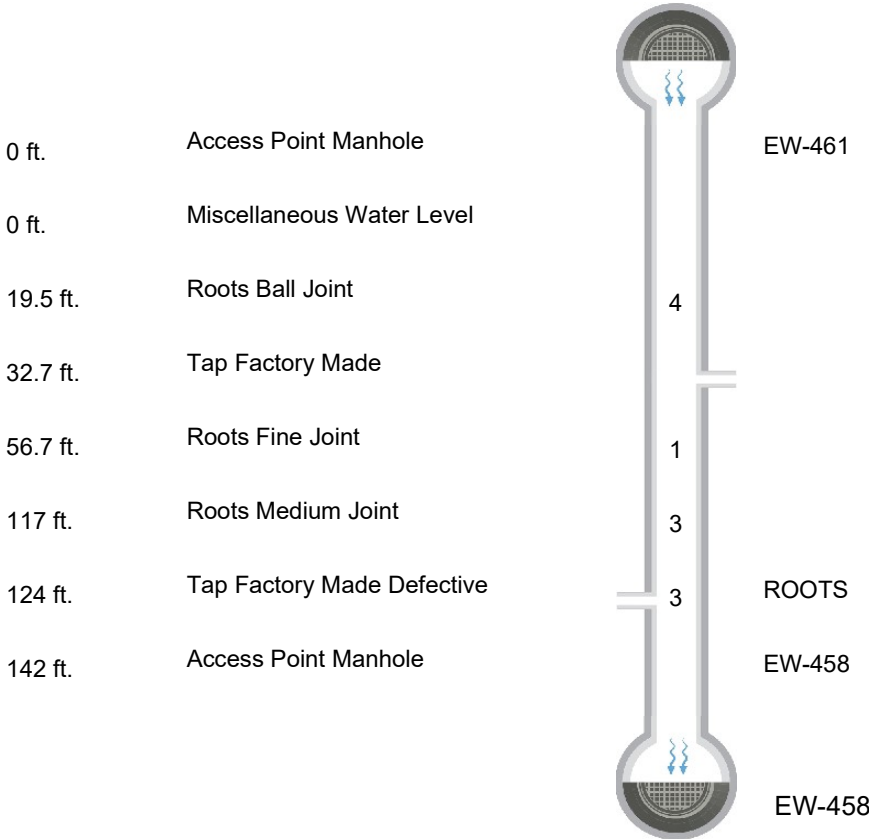 0 ft. Access Point Manhole EW-461
0 ft. Miscellaneous Water Level
19.5 ft. Roots Ball Joint 4
32.7 ft. Tap Factory Made
56.7 ft. Roots Fine Joint 1
117 ft. Roots Medium Joint 3
124 ft. Tap Factory Made Defective 3 ROOTS
142 ft. Access Point Manhole EW-458
EW-458